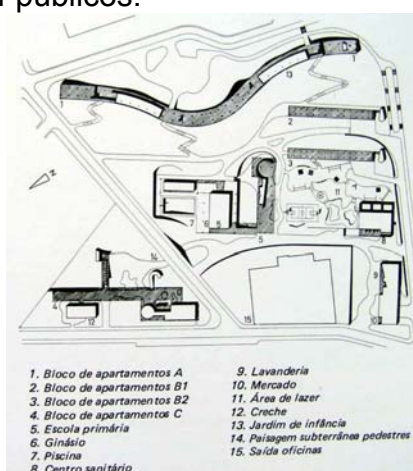 públicos.
1. Bloco de apartamentos A
2. Bloco de apartamentos B1
3. Bloco de apartamentos B2
4. Bloco de apartamentos C
5. Escola primária
6. Ginásio
7. Piscina
8. Centro sanitário
9. Lavanderia
10. Mercado
11. Área de lazer
12. Creche
13. Jardim de infância
14. Paisagem subterrânea pedestres
15. Saída oficinas